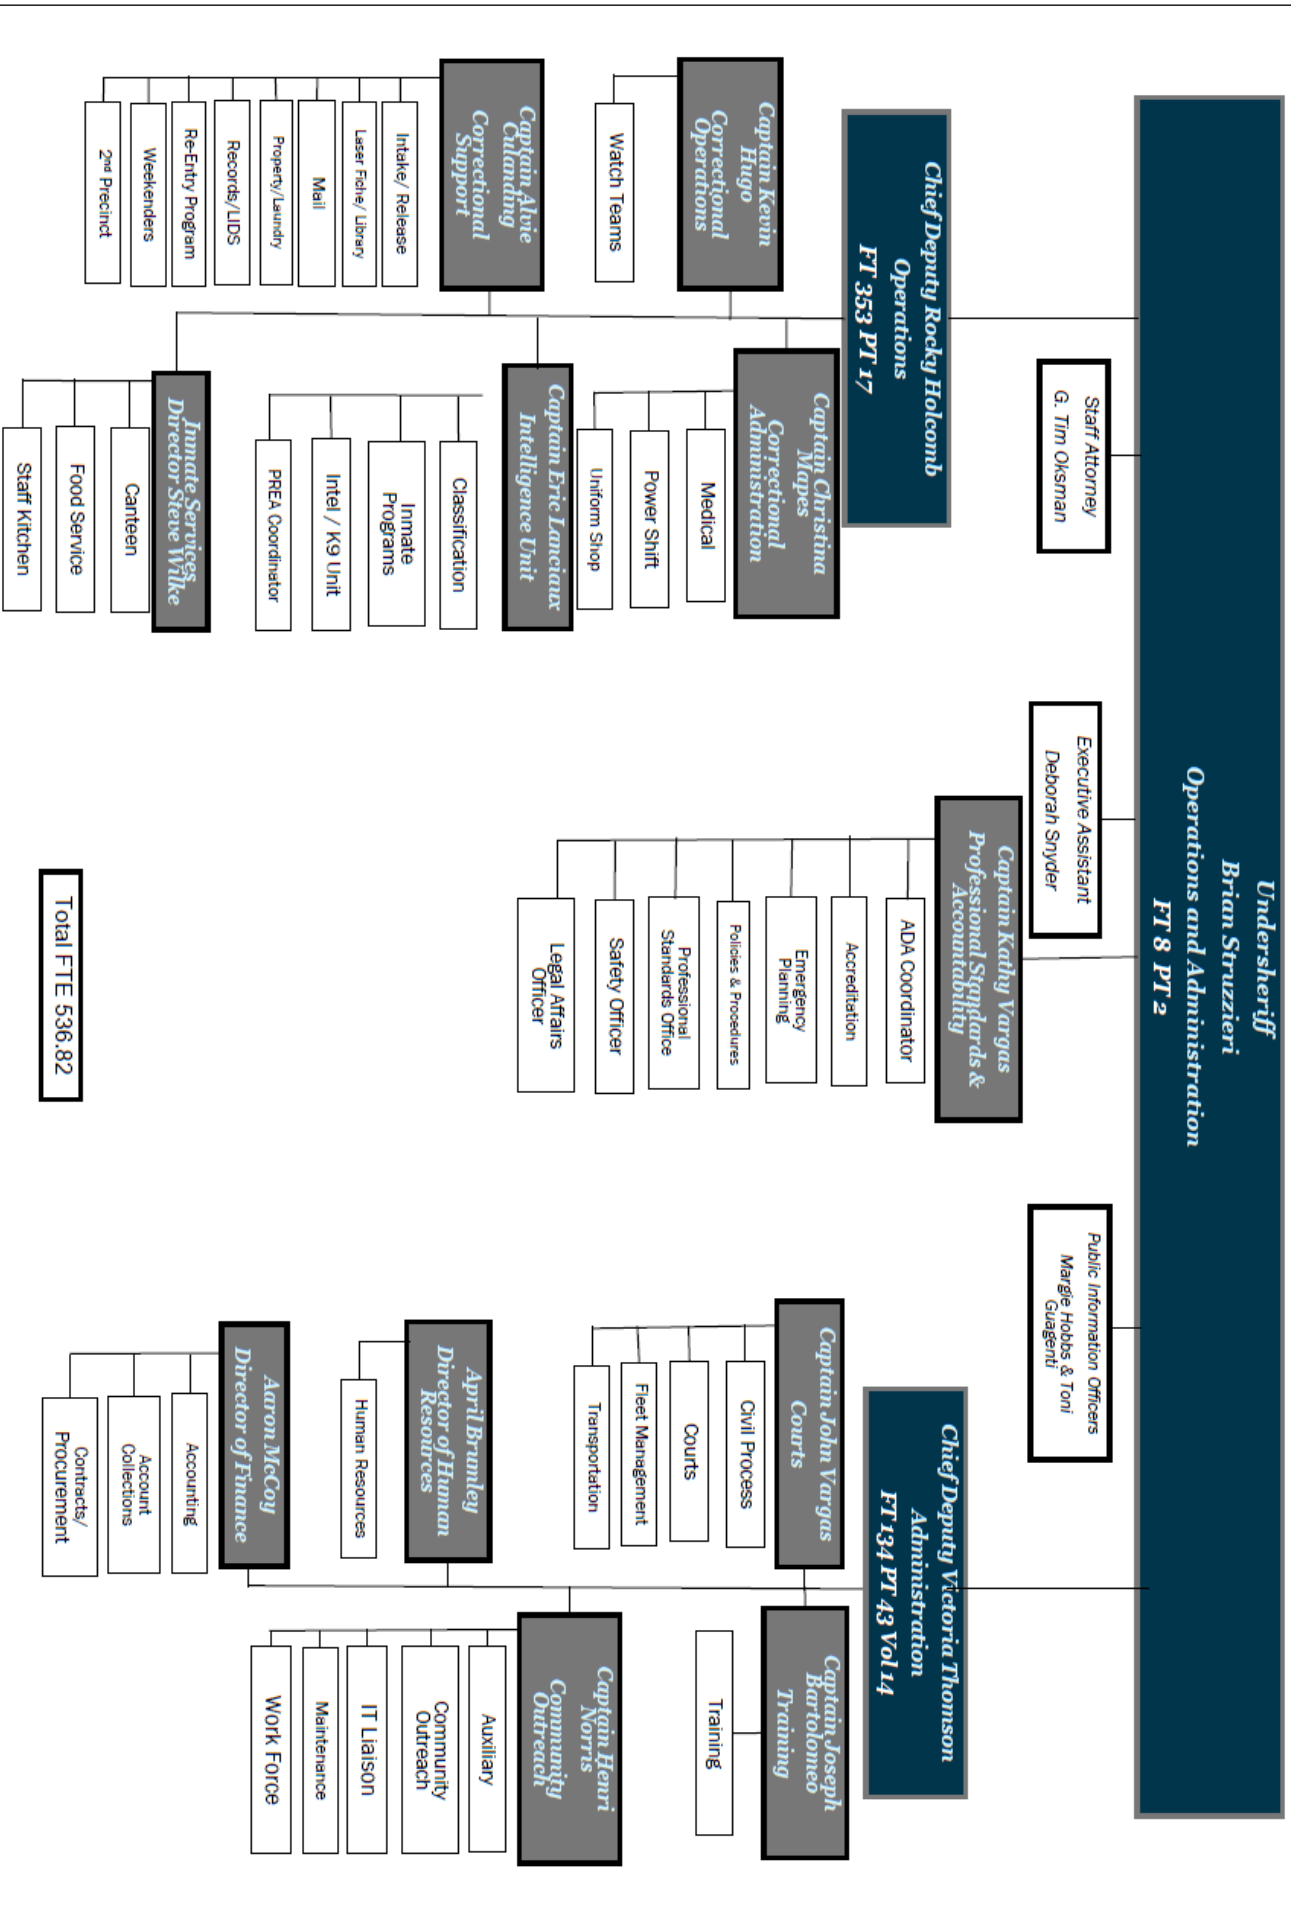 Undersheriff
Brian Struzzieri
Operations and Administration
FT 8 PT 2
Staff Attorney
G. Tim Oksman
Executive Assistant
Deborah Snyder
Public Information Officers
Margie Hobbs & Toni
Guagenti
Chief Deputy Rocky Holcomb
Operations
FT 353 PT 17
Captain Kevin
Hugo
Correctional
Operations
Watch Teams
Captain Christina
Mapes
Correctional
Administration
Medical
Power Shift
Uniform Shop
Captain Alvie
Culanding
Correctional
Support
Intake/ Release
Laser Fiche/ Library
Mail
Property/Laundry
Records/LIDS
Re-Entry Program
Weekenders
2nd Precinct
Captain Eric Lanciaux
Intelligence Unit
Classification
Inmate
Programs
Intel / K9 Unit
PREA Coordinator
Inmate Services
Director Steve Wilke
Canteen
Food Service
Staff Kitchen
Captain Kathy Vargas
Professional Standards &
Accountability
ADA Coordinator
Accreditation
Emergency
Planning
Policies & Procedures
Professional
Standards Office
Safety Officer
Legal Affairs
Officer
Chief Deputy Victoria Thomson
Administration
FT 134 PT 43 Vol 14
Captain John Vargas
Courts
Civil Process
Courts
Fleet Management
Transportation
Captain Joseph
Bartolomeo
Training
Training
April Brumley
Director of Human
Resources
Human Resources
Captain Henri
Norris
Community
Outreach
Auxiliary
Community
Outreach
IT Liaison
Maintenance
Work Force
Aaron McCoy
Director of Finance
Accounting
Account
Collections
Contracts/
Procurement
Total FTE 536.82